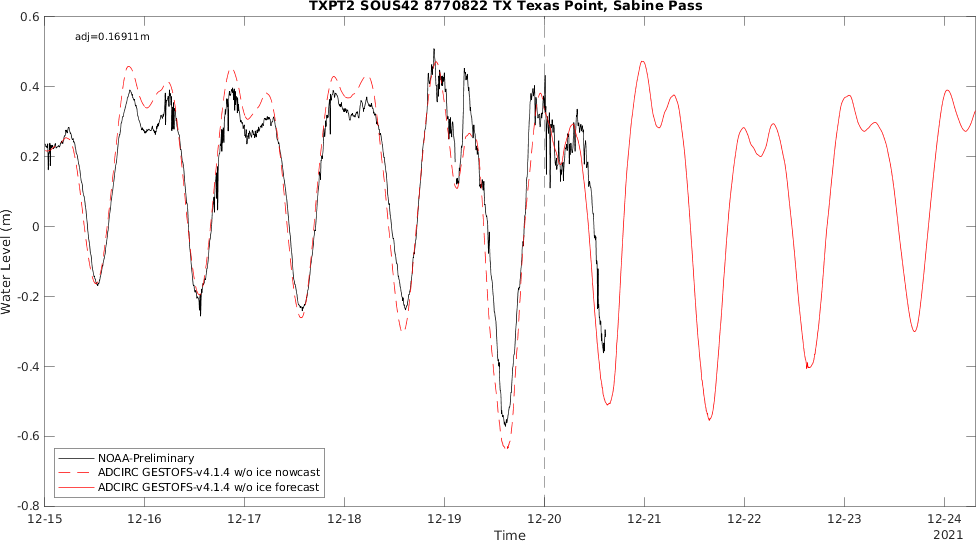 TXPT2 SOUS42 8770822 TX Texas Point, Sabine Pass
adj=0.16911m
0.6
0.4
0.2
0
-0.2
-0.4
-0.6
-0.8
Water Level (m)
NOAA-Preliminary
ADCIRC GESTOFS-v4.1.4 w/o ice nowcast
ADCIRC GESTOFS-v4.1.4 w/o ice forecast
12-15 12-16 12-17 12-18 12-19 12-20 12-21 12-22 12-23 12-24
Time
2021